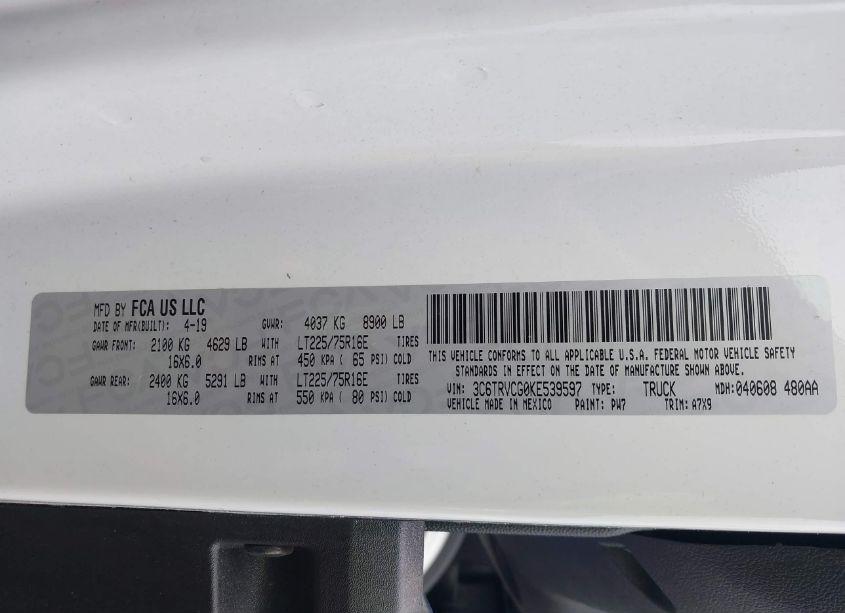 MFD BY FCA US LLC
DATE OF MFR(BUILT): 4-19 GVWR: 4037 KG 8900 LB
GAWR FRONT: 2100 KG 4629 LB WITH LT225/75R16E TIRES
16X6.0 RIMS AT 450 KPA ( 65 PSI) COLD
GAWR REAR: 2400 KG 5291 LB WITH LT225/75R16E TIRES
16X6.0 RIMS AT 550 KPA ( 80 PSI) COLD
THIS VEHICLE CONFORMS TO ALL APPLICABLE U.S.A. FEDERAL MOTOR VEHICLE SAFETY
STANDARDS IN EFFECT ON THE DATE OF MANUFACTURE SHOWN ABOVE.
VIN: 3C6TRVCG0KE539597 TYPE: TRUCK MDH: 040608 480AA
VEHICLE MADE IN MEXICO PAINT: PW7 TRIM: A7X9